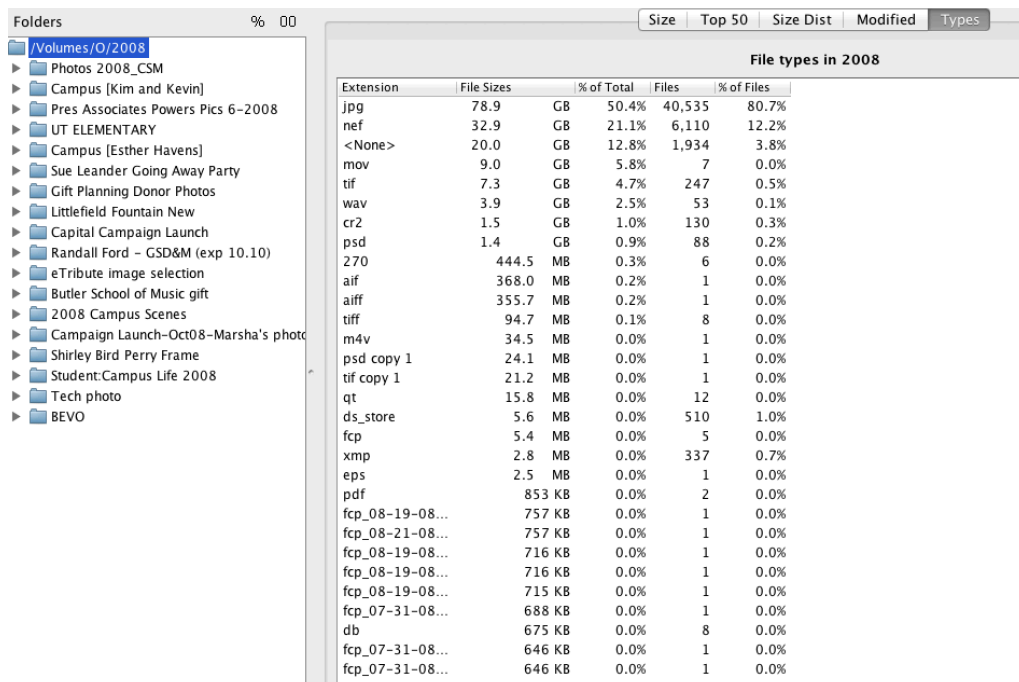 Folders % 00
/Volumes/O/2008
Photos 2008_CSM
Campus [Kim and Kevin]
Pres Associates Powers Pics 6-2008
UT ELEMENTARY
Campus [Esther Havens]
Sue Leander Going Away Party
Gift Planning Donor Photos
Littlefield Fountain New
Capital Campaign Launch
Randall Ford - GSD&M (exp 10.10)
eTribute image selection
Butler School of Music gift
2008 Campus Scenes
Campaign Launch-Oct08-Marsha's photo
Shirley Bird Perry Frame
Student:Campus Life 2008
Tech photo
BEVO
Size Top 50 Size Dist Modified Types
File types in 2008
Extension File Sizes % of Total Files % of Files
jpg 78.9 GB 50.4% 40,535 80.7%
nef 32.9 GB 21.1% 6,110 12.2%
<None> 20.0 GB 12.8% 1,934 3.8%
mov 9.0 GB 5.8% 7 0.0%
tif 7.3 GB 4.7% 247 0.5%
wav 3.9 GB 2.5% 53 0.1%
cr2 1.5 GB 1.0% 130 0.3%
psd 1.4 GB 0.9% 88 0.2%
270 444.5 MB 0.3% 6 0.0%
aif 368.0 MB 0.2% 1 0.0%
aiff 355.7 MB 0.2% 1 0.0%
tiff 94.7 MB 0.1% 8 0.0%
m4v 34.5 MB 0.0% 1 0.0%
psd copy 1 24.1 MB 0.0% 1 0.0%
tif copy 1 21.2 MB 0.0% 1 0.0%
qt 15.8 MB 0.0% 12 0.0%
ds_store 5.6 MB 0.0% 510 1.0%
fcp 5.4 MB 0.0% 5 0.0%
xmp 2.8 MB 0.0% 337 0.7%
eps 2.5 MB 0.0% 1 0.0%
pdf 853 KB 0.0% 2 0.0%
fcp_08-19-08... 757 KB 0.0% 1 0.0%
fcp_08-21-08... 757 KB 0.0% 1 0.0%
fcp_08-19-08... 716 KB 0.0% 1 0.0%
fcp_08-19-08... 716 KB 0.0% 1 0.0%
fcp_08-19-08... 715 KB 0.0% 1 0.0%
fcp_07-31-08... 688 KB 0.0% 1 0.0%
db 675 KB 0.0% 8 0.0%
fcp_07-31-08... 646 KB 0.0% 1 0.0%
fcp_07-31-08... 646 KB 0.0% 1 0.0%